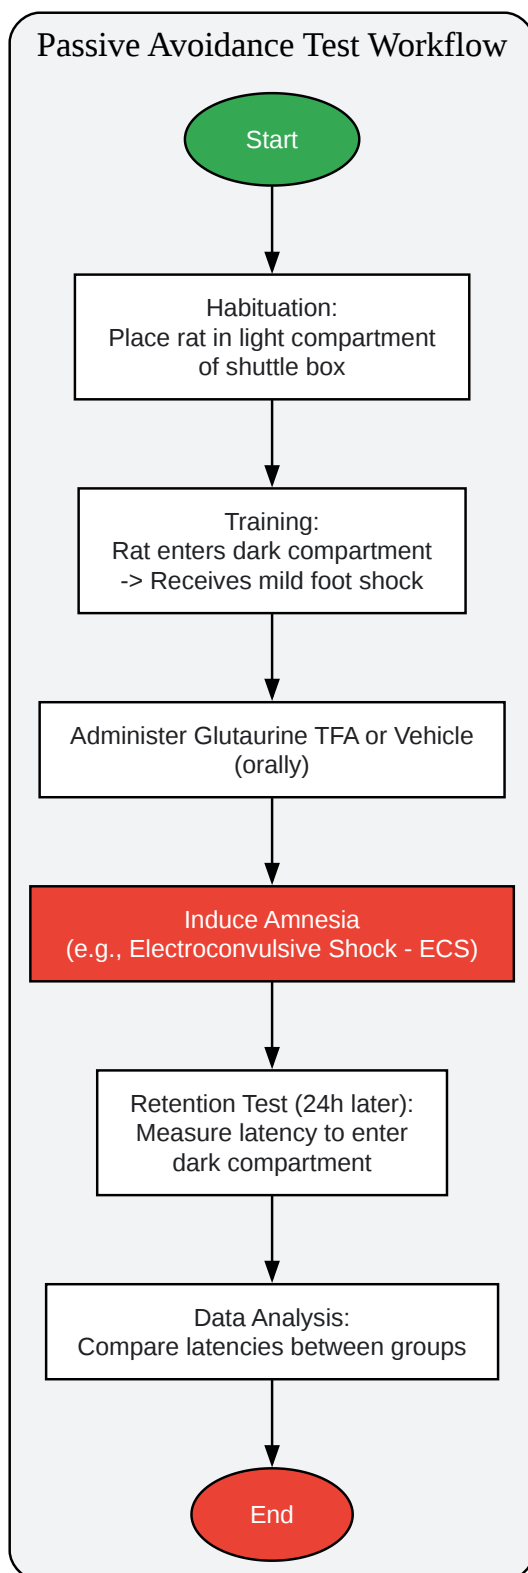 Passive Avoidance Test Workflow
Start
Habituation:
Place rat in light compartment
of shuttle box
Training:
Rat enters dark compartment
-> Receives mild foot shock
Administer Glutaurine TFA or Vehicle
(orally)
Induce Amnesia
(e.g., Electroconvulsive Shock - ECS)
Retention Test (24h later):
Measure latency to enter
dark compartment
Data Analysis:
Compare latencies between groups
End